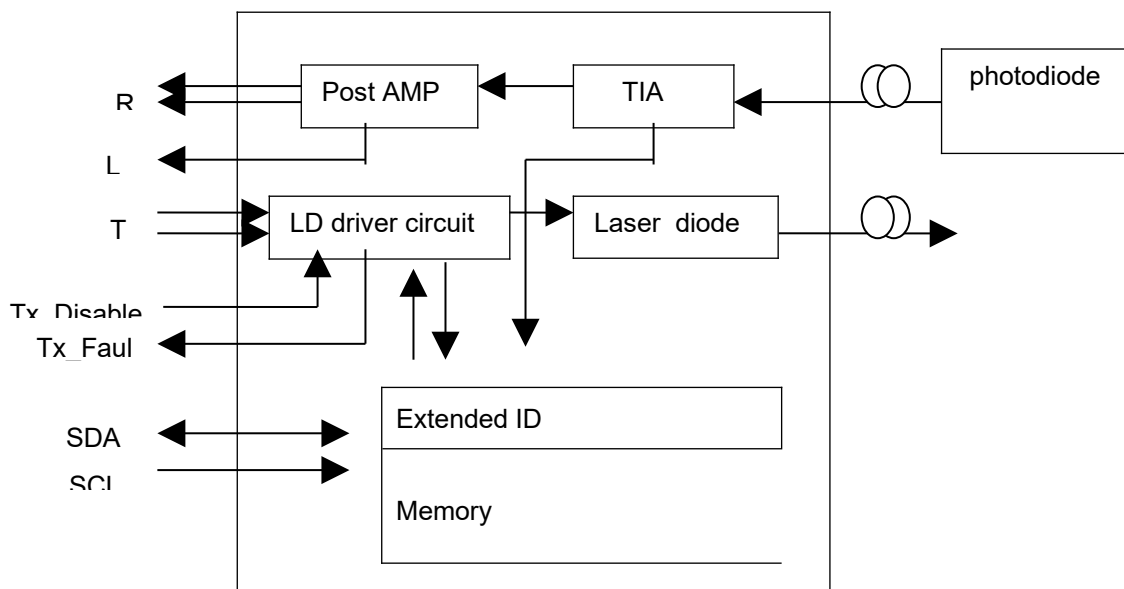 photodiode
Post AMP
TIA
R
L
T
LD driver circuit
Laser diode
Tx_Disable
Tx_Faul
SDA
SCL
Extended ID
Memory